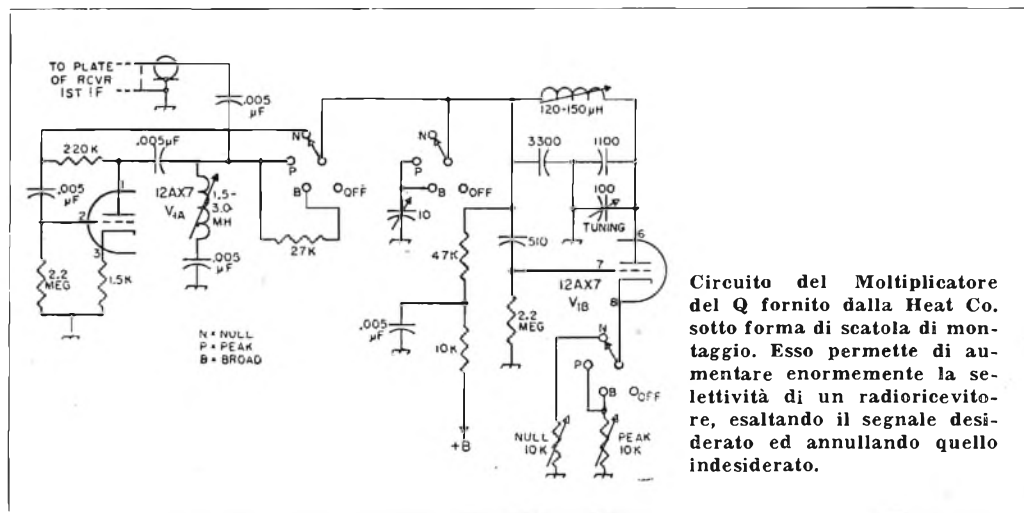 TO PLATE
OF RCVR
1ST IF
.005
µF
N
P
B
OFF
220K
.005µF
.005
µF
1
2
3
12AX7
V1A
1.5-
3.0
MH
.005
µF
2.2
MEG
1.5K
27K
N = NULL
P = PEAK
B = BROAD
N
P
B
OFF
10
47K
.005
µF
10K
+B
120-150µH
3300
1100
100
TUNING
510
2.2
MEG
6
7
8
12AX7
V1B
N
P
B
OFF
NULL
10K
PEAK
10K
Circuito del Moltiplicatore
del Q fornito dalla Heat Co.
sotto forma di scatola di mon-
taggio. Esso permette di au-
mentare enormemente la se-
lettività di un radioricevito-
re, esaltando il segnale desi-
derato ed annullando quello
indesiderato.